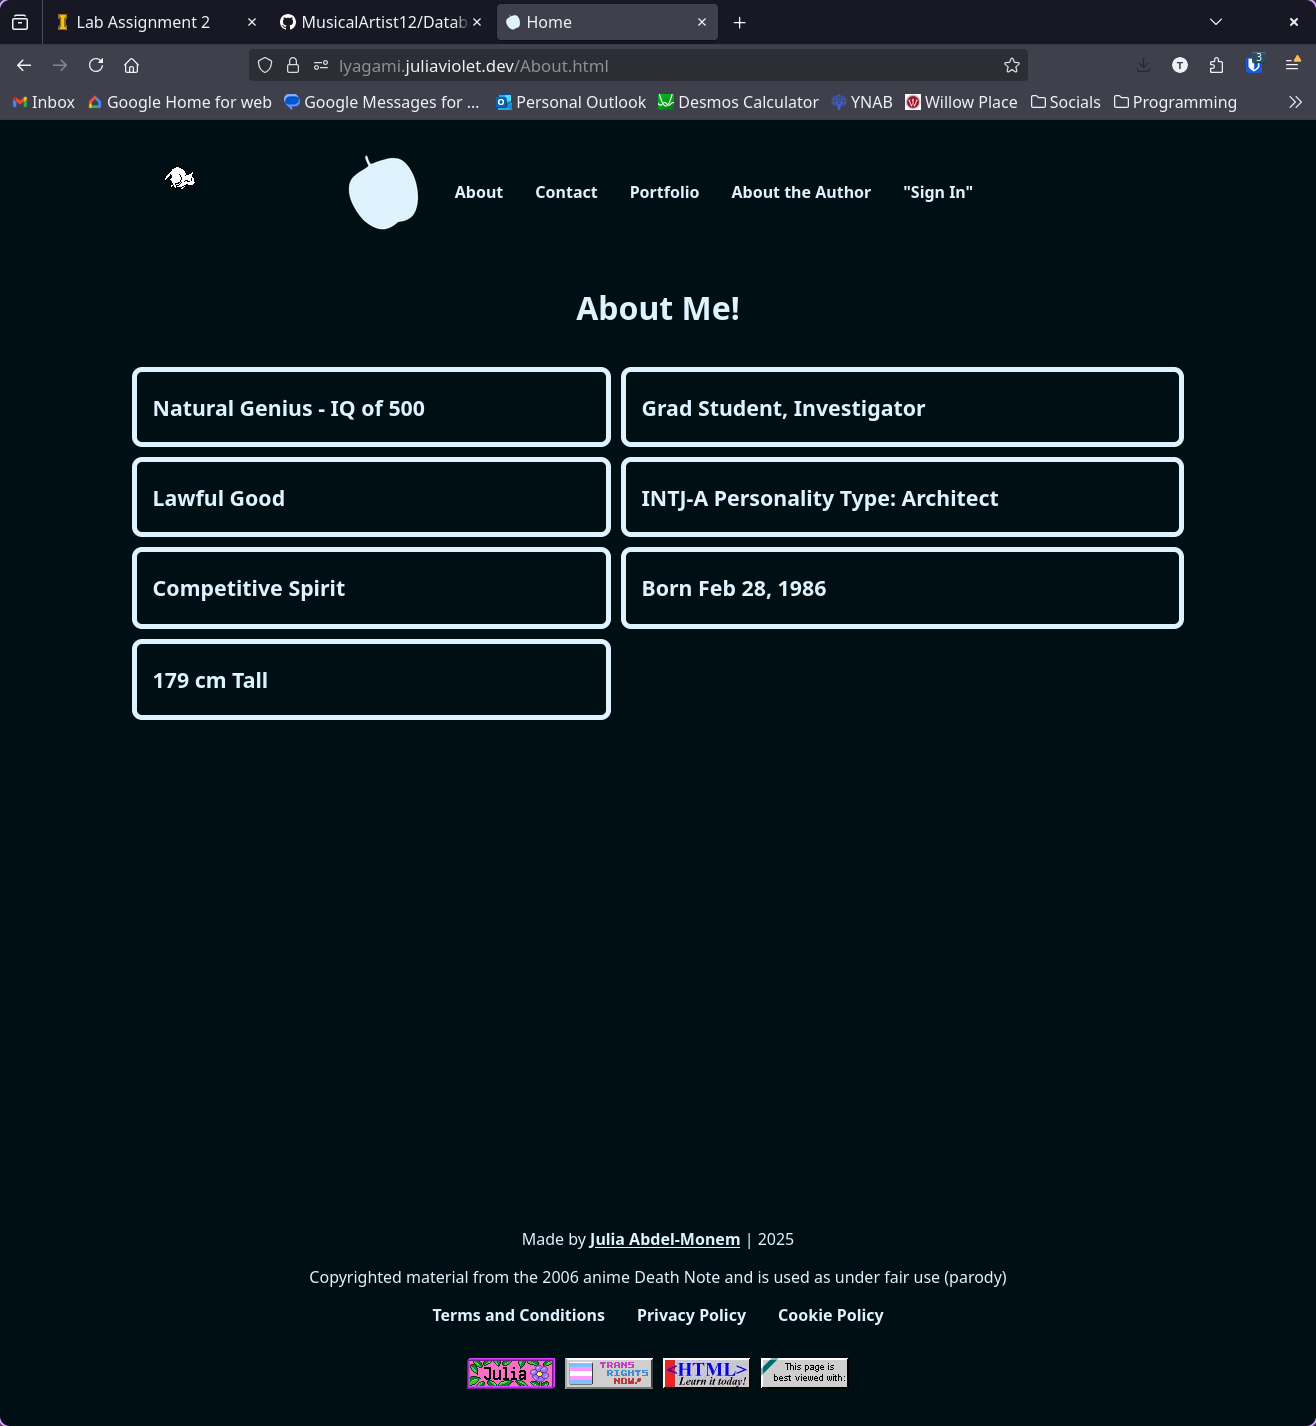 Lab Assignment 2
MusicalArtist12/Datab
Home
lyagami.juliaviolet.dev/About.html
T
3
Inbox
Google Home for web
Google Messages for ...
Personal Outlook
Desmos Calculator
YNAB
Willow Place
Socials
Programming
About
Contact
Portfolio
About the Author
"Sign In"
About Me!
Natural Genius - IQ of 500
Grad Student, Investigator
Lawful Good
INTJ-A Personality Type: Architect
Competitive Spirit
Born Feb 28, 1986
179 cm Tall
Made by Julia Abdel-Monem | 2025
Copyrighted material from the 2006 anime Death Note and is used as under fair use (parody)
Terms and Conditions
Privacy Policy
Cookie Policy
Julia
TRANS
RIGHTS
NOW!
<HTML>
Learn it today!
This page is
best viewed with: